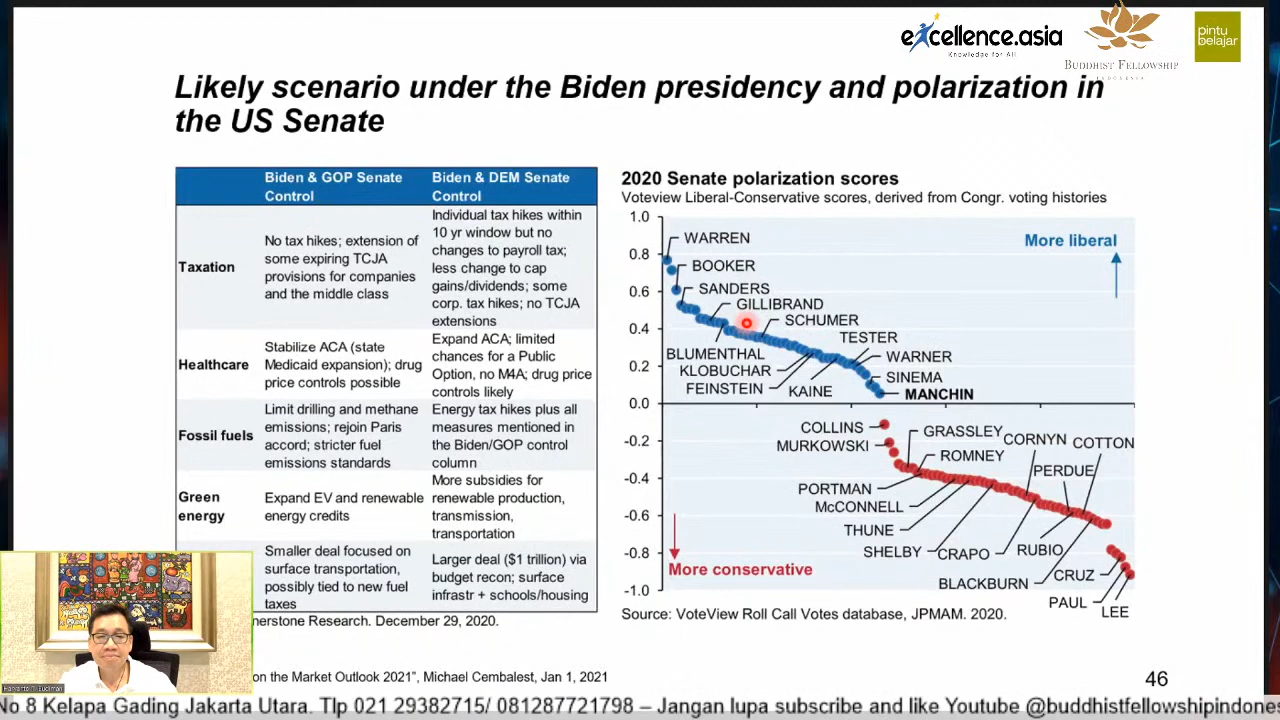 excellence.asia
Knowledge for All
BUDDHIST FELLOWSHIP
INDONESIA
pintu
belajar
Likely scenario under the Biden presidency and polarization in
the US Senate
Biden & GOP Senate
Control
Biden & DEM Senate
Control
Taxation
No tax hikes; extension of
some expiring TCJA
provisions for companies
and the middle class
Individual tax hikes within
10 yr window but no
changes to payroll tax;
less change to cap
gains/dividends; some
corp. tax hikes; no TCJA
extensions
Healthcare
Stabilize ACA (state
Medicaid expansion); drug
price controls possible
Expand ACA; limited
chances for a Public
Option, no M4A; drug price
controls likely
Fossil fuels
Limit drilling and methane
emissions; rejoin Paris
accord; stricter fuel
emissions standards
Energy tax hikes plus all
measures mentioned in
the Biden/GOP control
column
Green
energy
Expand EV and renewable
energy credits
More subsidies for
renewable production,
transmission,
transportation
Smaller deal focused on
surface transportation,
possibly tied to new fuel
taxes
Larger deal ($1 trillion) via
budget recon; surface
infrastr + schools/housing
nerstone Research. December 29, 2020.
2020 Senate polarization scores
Voteview Liberal-Conservative scores, derived from Congr. voting histories
1.0
0.8
0.6
0.4
0.2
0.0
-0.2
-0.4
-0.6
-0.8
-1.0
More liberal
WARREN
BOOKER
SANDERS
GILLIBRAND
SCHUMER
TESTER
BLUMENTHAL
WARNER
KLOBUCHAR
SINEMA
FEINSTEIN
KAINE
MANCHIN
COLLINS
GRASSLEY
CORNYN
COTTON
MURKOWSKI
ROMNEY
PERDUE
PORTMAN
McCONNELL
THUNE
SHELBY
CRAPO
RUBIO
BLACKBURN
CRUZ
PAUL
LEE
More conservative
Source: VoteView Roll Call Votes database, JPMAM. 2020.
on the Market Outlook 2021", Michael Cembalest, Jan 1, 2021
46
No 8 Kelapa Gading Jakarta Utara. Tlp 021 29382715/ 081287721798 – Jangan lupa subscribe and like Youtube @buddhistfellowshipindones